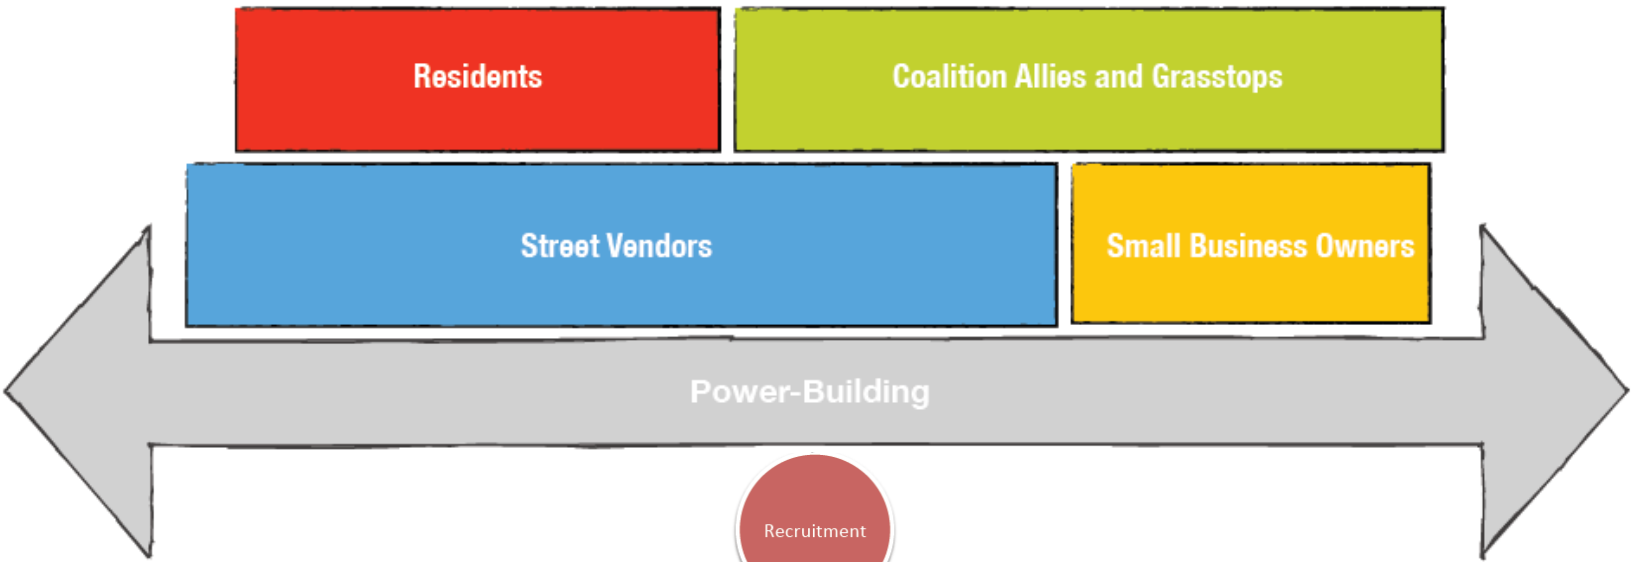 Residents
Coalition Allies and Grasstops
Street Vendors
Small Business Owners
Power-Building
Recruitment